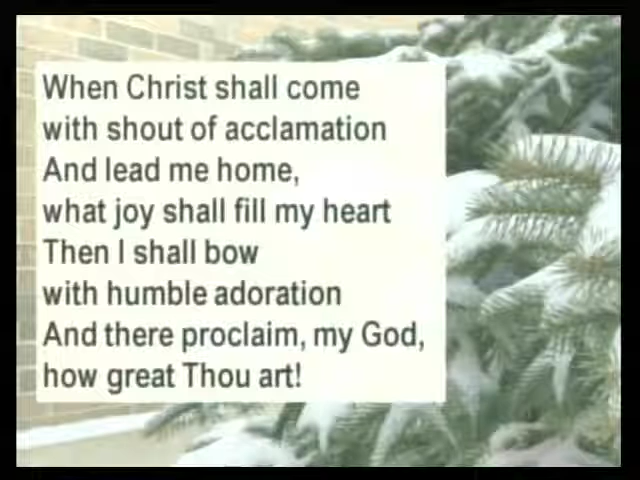 When Christ shall come
with shout of acclamation
And lead me home,
what joy shall fill my heart
Then I shall bow
with humble adoration
And there proclaim, my God,
how great Thou art!